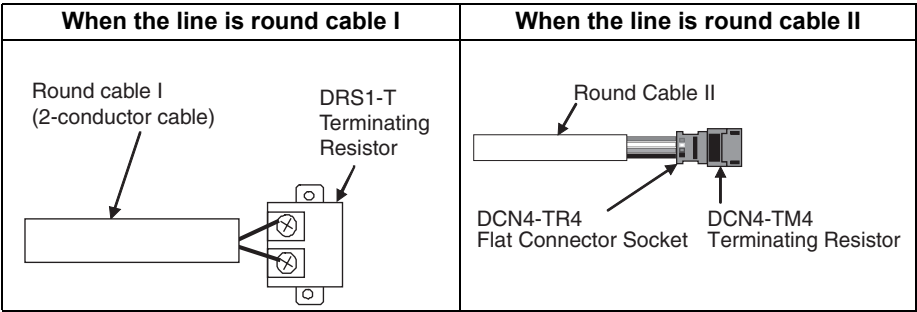 When the line is round cable I
When the line is round cable II
Round cable I
(2-conductor cable)
DRS1-T
Terminating
Resistor
Round Cable II
DCN4-TR4
Flat Connector Socket
DCN4-TM4
Terminating Resistor